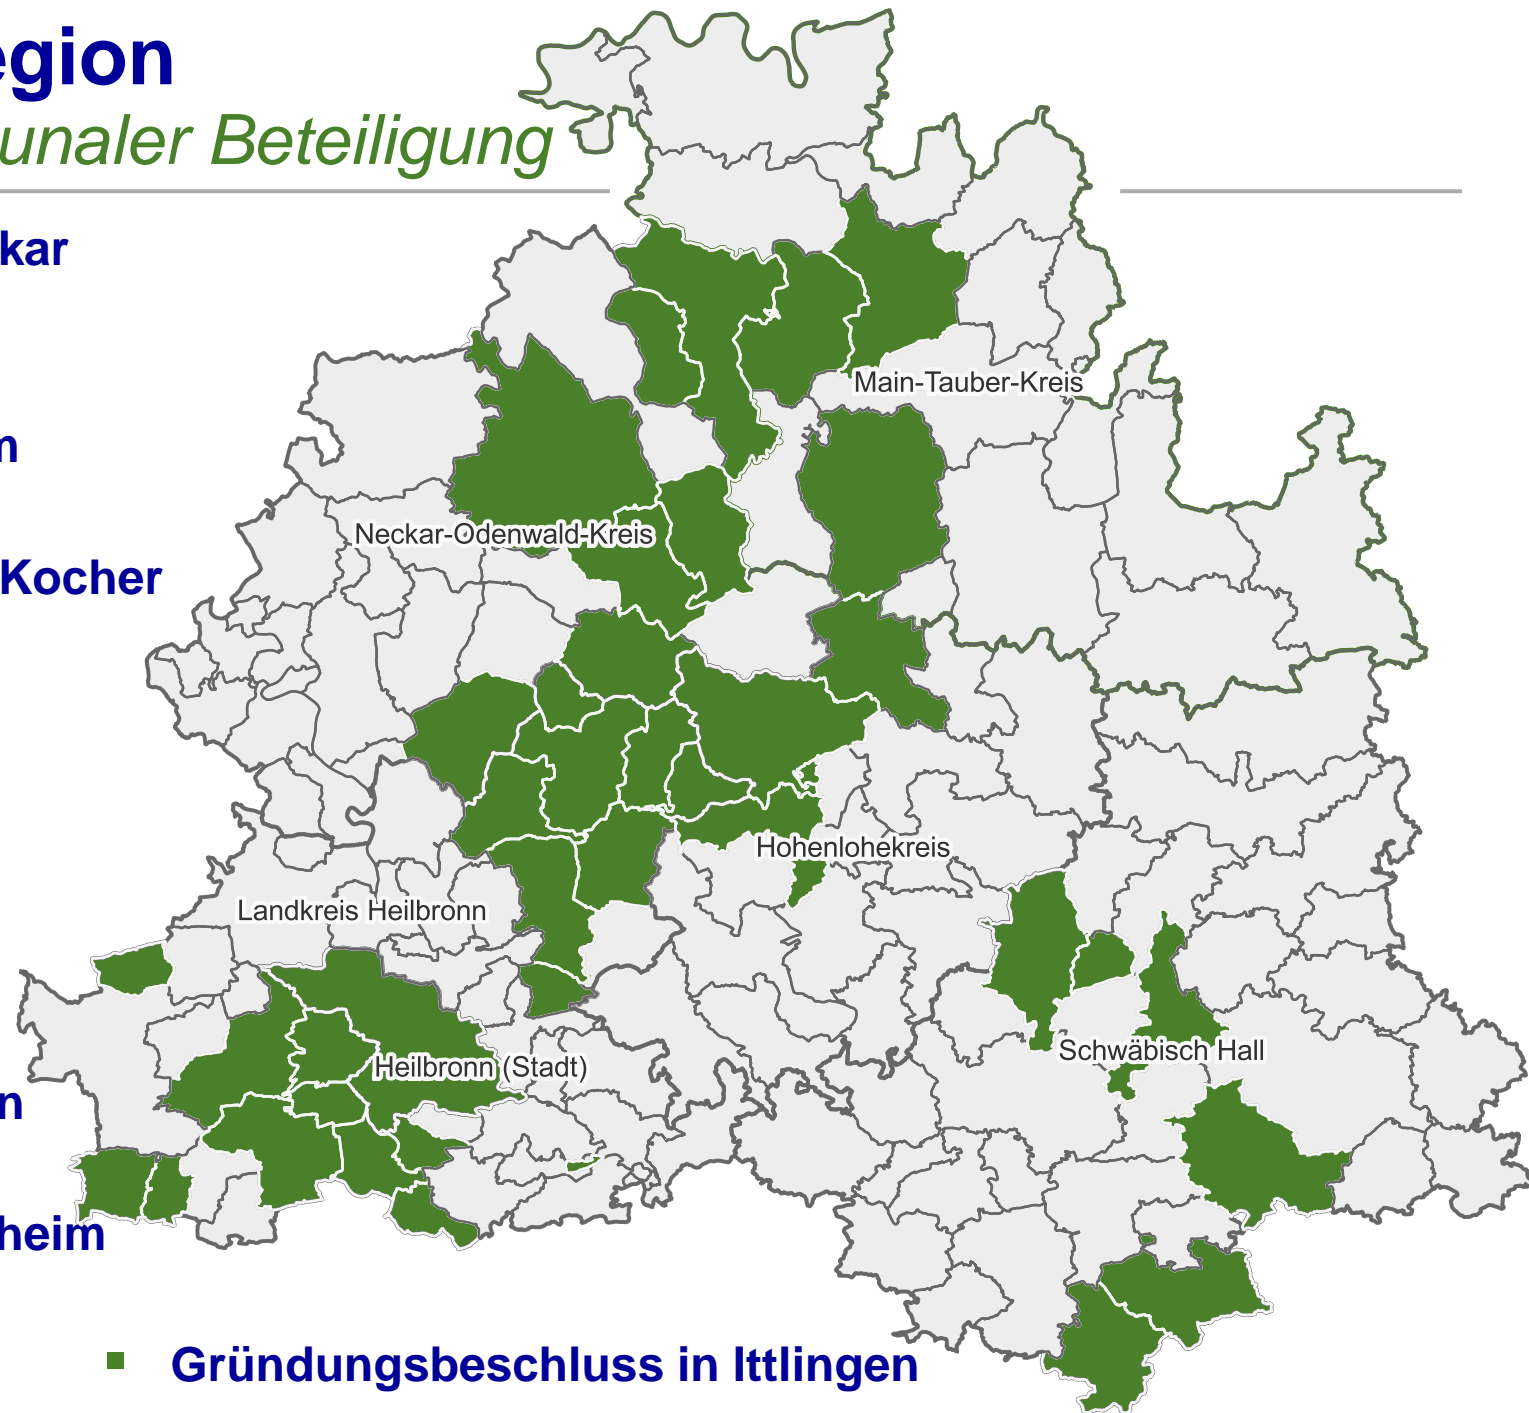 egion
unaler Beteiligung
kar
Main-Tauber-Kreis
m
Neckar-Odenwald-Kreis
Kocher
Hohenlohekreis
Landkreis Heilbronn
Schwäbisch Hall
Heilbronn (Stadt)
n
heim
Gründungsbeschluss in Ittlingen